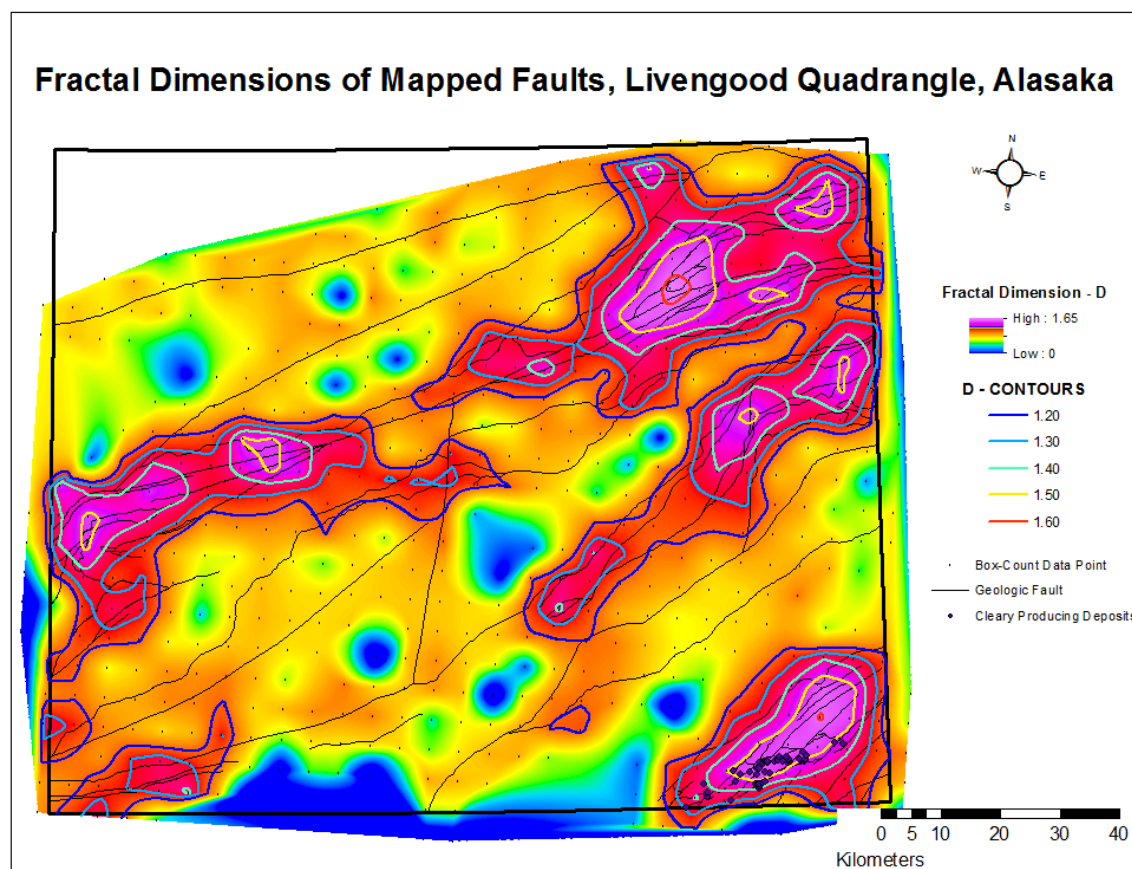 Fractal Dimensions of Mapped Faults, Livengood Quadrangle, Alasaka
N
W
E
S
Fractal Dimension - D
High : 1.65
Low : 0
D - CONTOURS
1.20
1.30
1.40
1.50
1.60
Box-Count Data Point
Geologic Fault
Cleary Producing Deposits
0 5 10 20 30 40
Kilometers